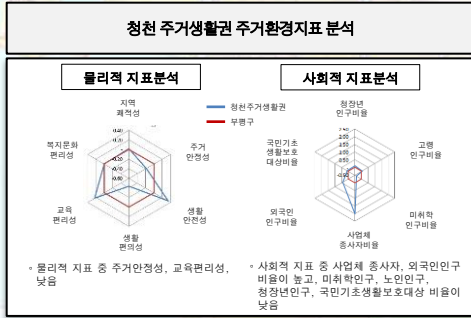 청천 주거생활권 주거환경지표 분석
물리적 지표분석
사회적 지표분석
지역
쾌적성
주거
안정성
생활
안전성
생활
편의성
교육
편리성
복지문화
편리성
청천주거생활권
부평구
청장년
인구비율
고령
인구비율
미취학
인구비율
사업체
종사자비율
외국인
인구비율
국민기초
생활보호
대상비율
◦ 물리적 지표 중 주거안정성, 교육편리성,
낮음
◦ 사회적 지표 중 사업체 종사자, 외국인인구
비율이 높고, 미취학인구, 노인인구,
청장년인구, 국민기초생활보호대상 비율이
낮음